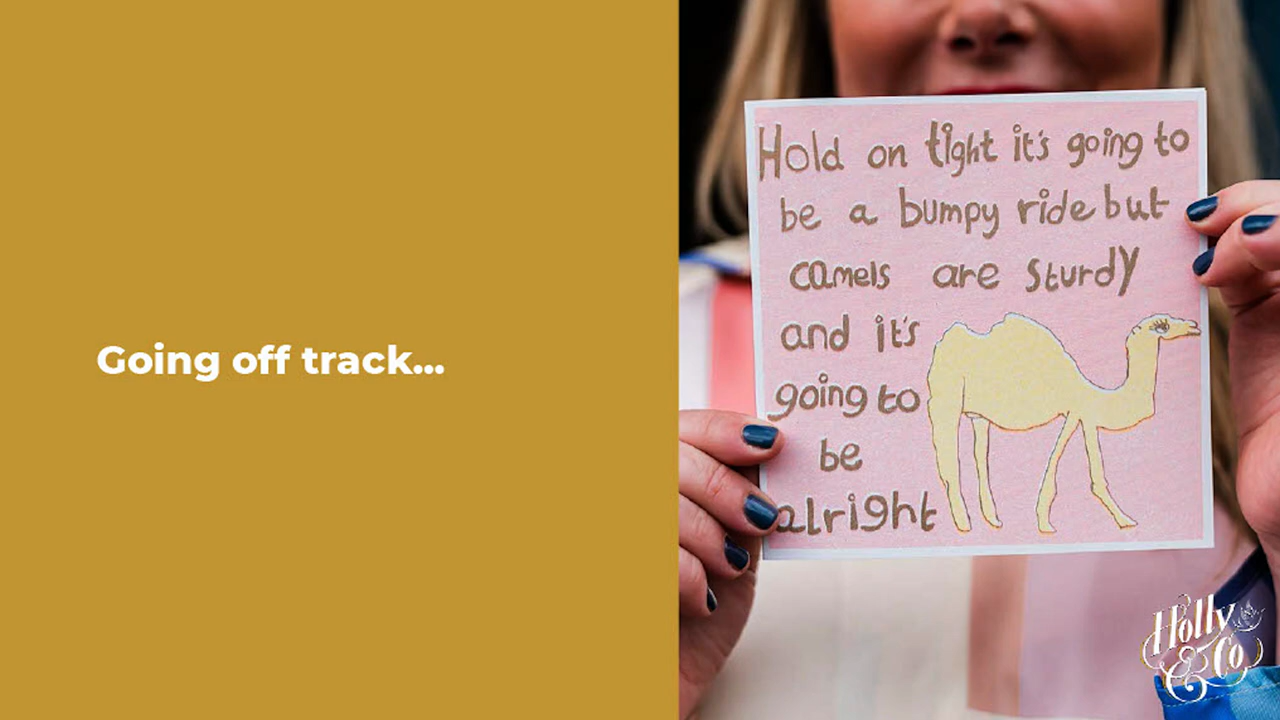 Going off track...
Hold on tight it's going to
be a bumpy ride but
camels are sturdy
and it's
going to
be
alright
Holly
& Co